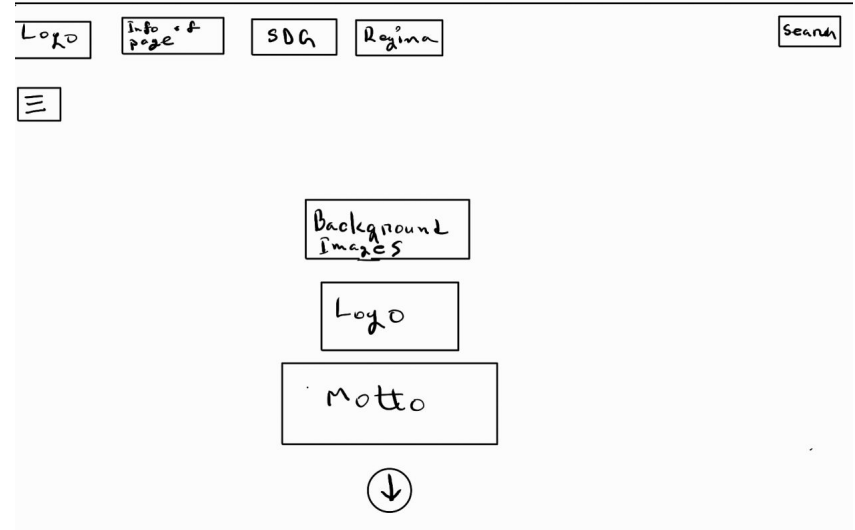 Logo
Info of
page
SDG
Regina
Search
Background
Images
Logo
Motto